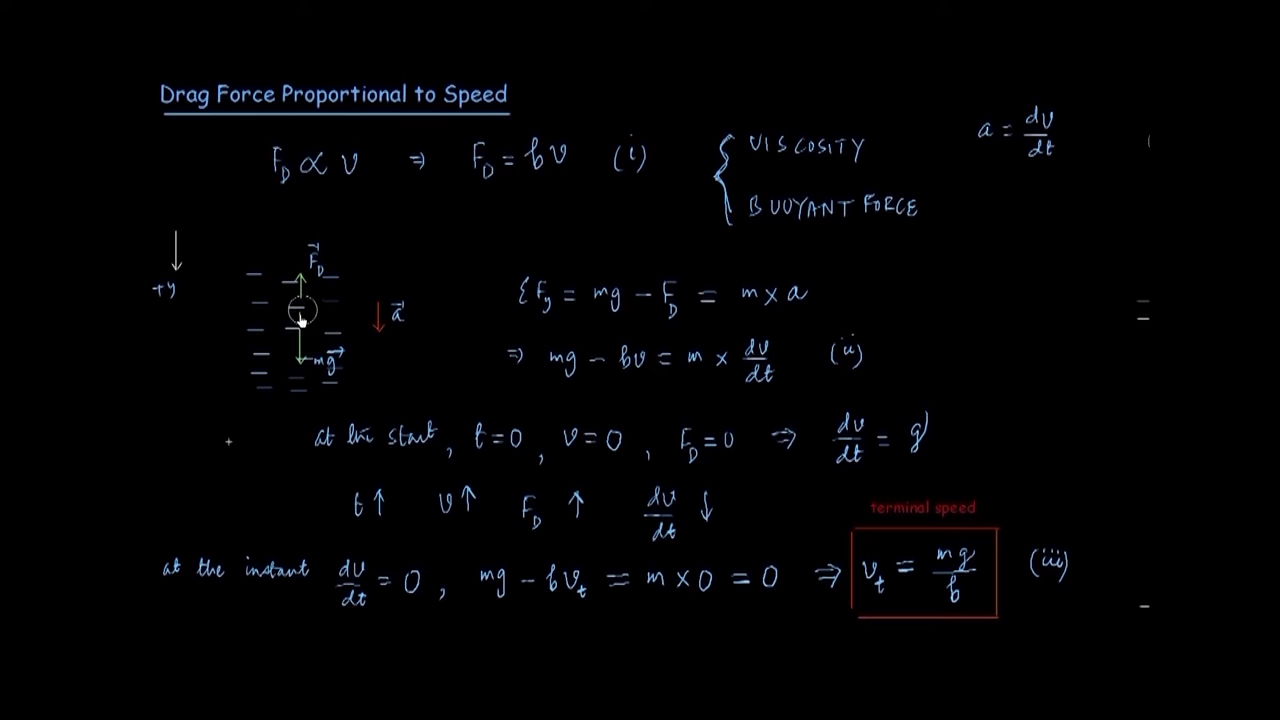 Drag Force Proportional to Speed
F_D ∝ v ⇒ F_D = bv (i)
VISCOSITY
BUOYANT FORCE
a = dv/dt
+y
F_D
a
mg
ΣFy = mg - F_D = m × a
⇒ mg - bv = m × dv/dt (ii)
at the start, t=0, v=0, F_D=0 ⇒ dv/dt = g
t↑ v↑ F_D ↑ dv/dt ↓
terminal speed
at the instant dv/dt = 0, mg - bv_t = m × 0 = 0 ⇒ v_t = mg/b (iii)